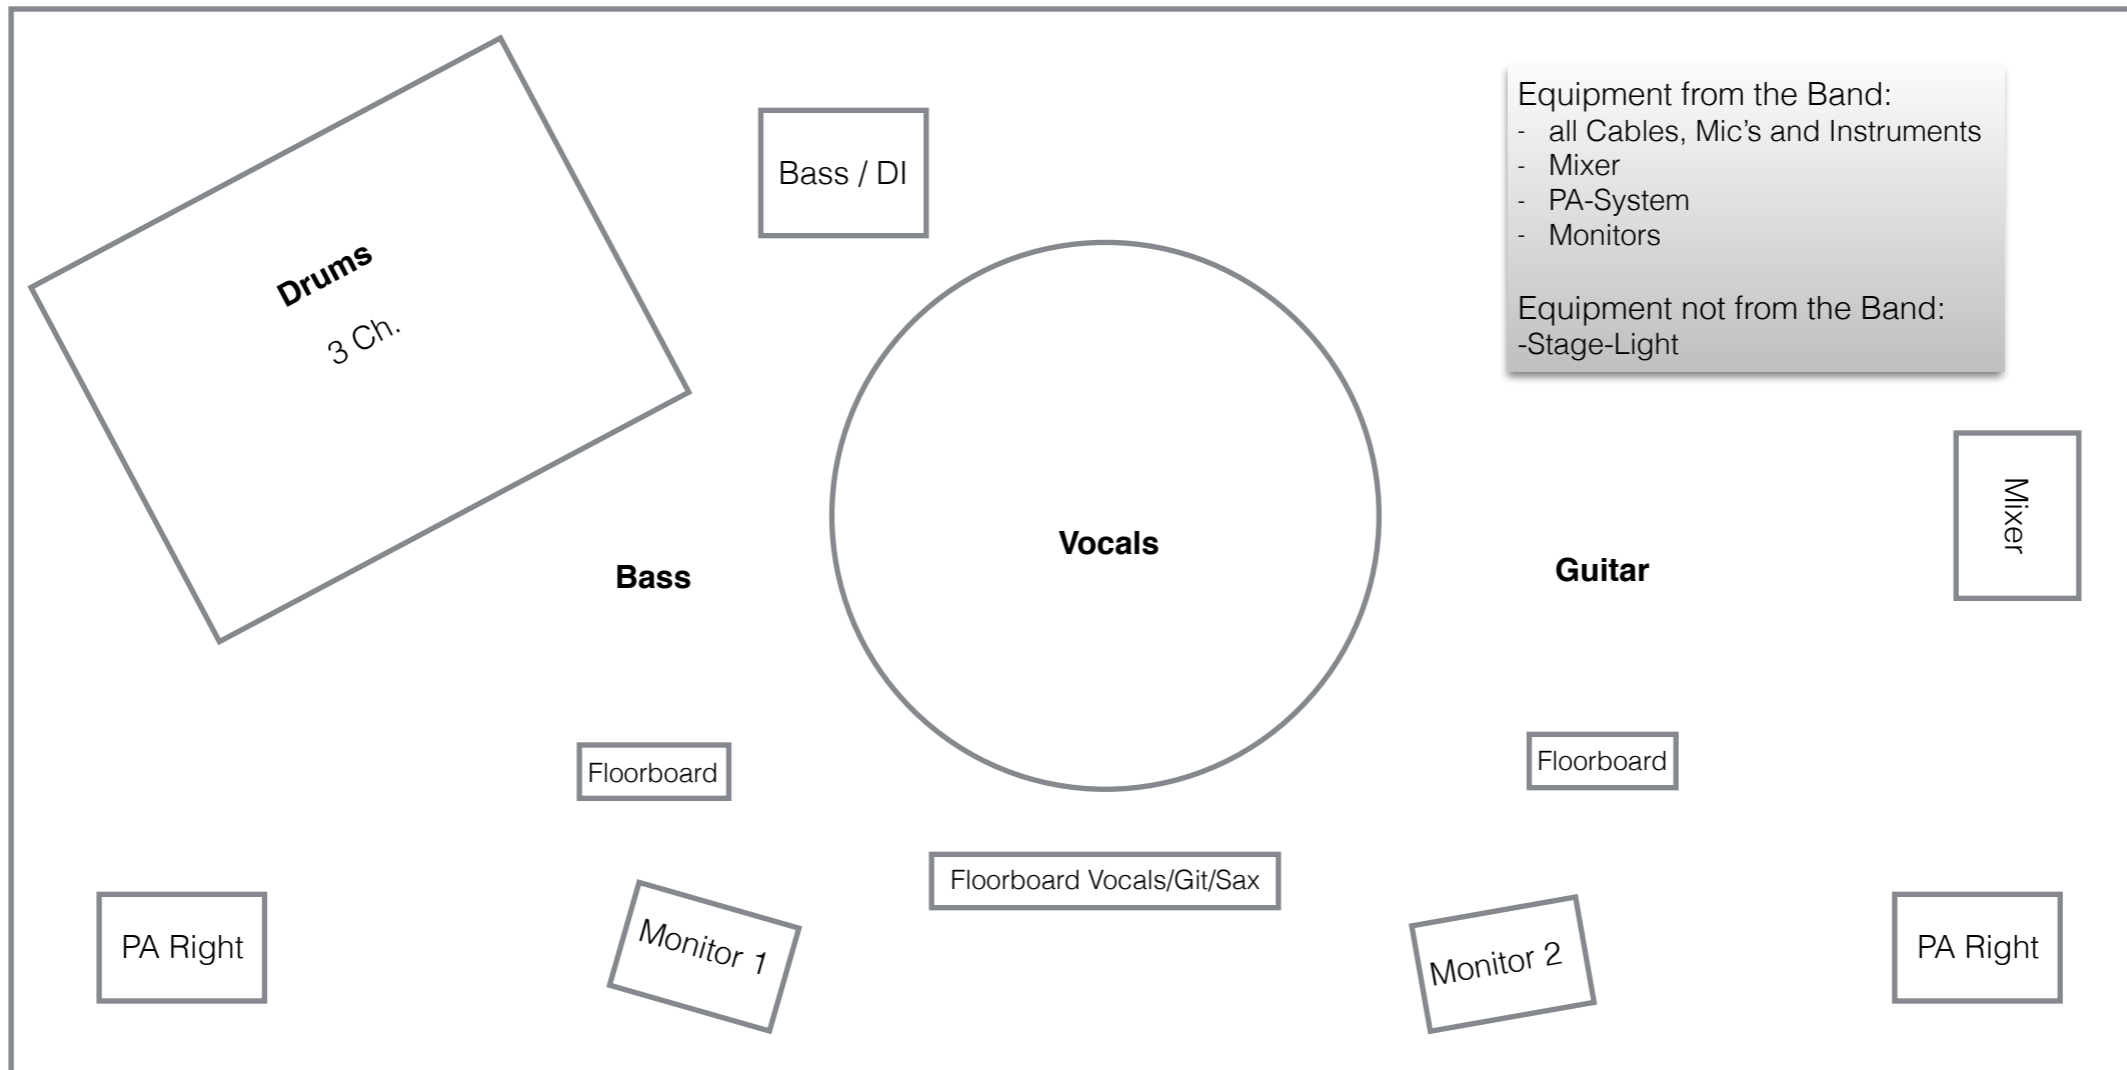 Equipment from the Band:
- all Cables, Mic's and Instruments
- Mixer
- PA-System
- Monitors
Equipment not from the Band:
-Stage-Light
Bass / DI
Drums
3 Ch.
Mixer
Bass
Vocals
Guitar
Floorboard
Floorboard
Floorboard Vocals/Git/Sax
PA Right
Monitor 1
Monitor 2
PA Right